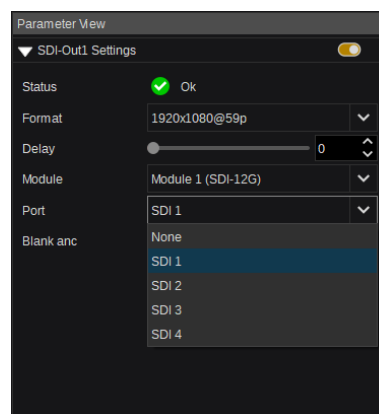 Parameter View
SDI-Out1 Settings
Status Ok
Format 1920x1080@59p
Delay 0
Module Module 1 (SDI-12G)
Port SDI 1
Blank anc
None
SDI 1
SDI 2
SDI 3
SDI 4